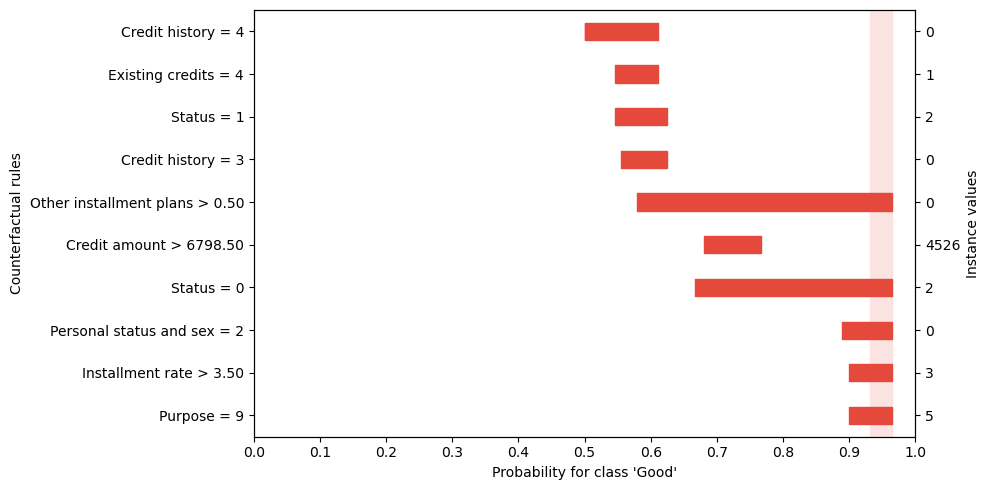 Counterfactual rules
Credit history = 4
Existing credits = 4
Status = 1
Credit history = 3
Other installment plans > 0.50
Credit amount > 6798.50
Status = 0
Personal status and sex = 2
Installment rate > 3.50
Purpose = 9
0
1
2
0
0
4526
2
0
3
5
Instance values
0.0 0.1 0.2 0.3 0.4 0.5 0.6 0.7 0.8 0.9 1.0
Probability for class 'Good'